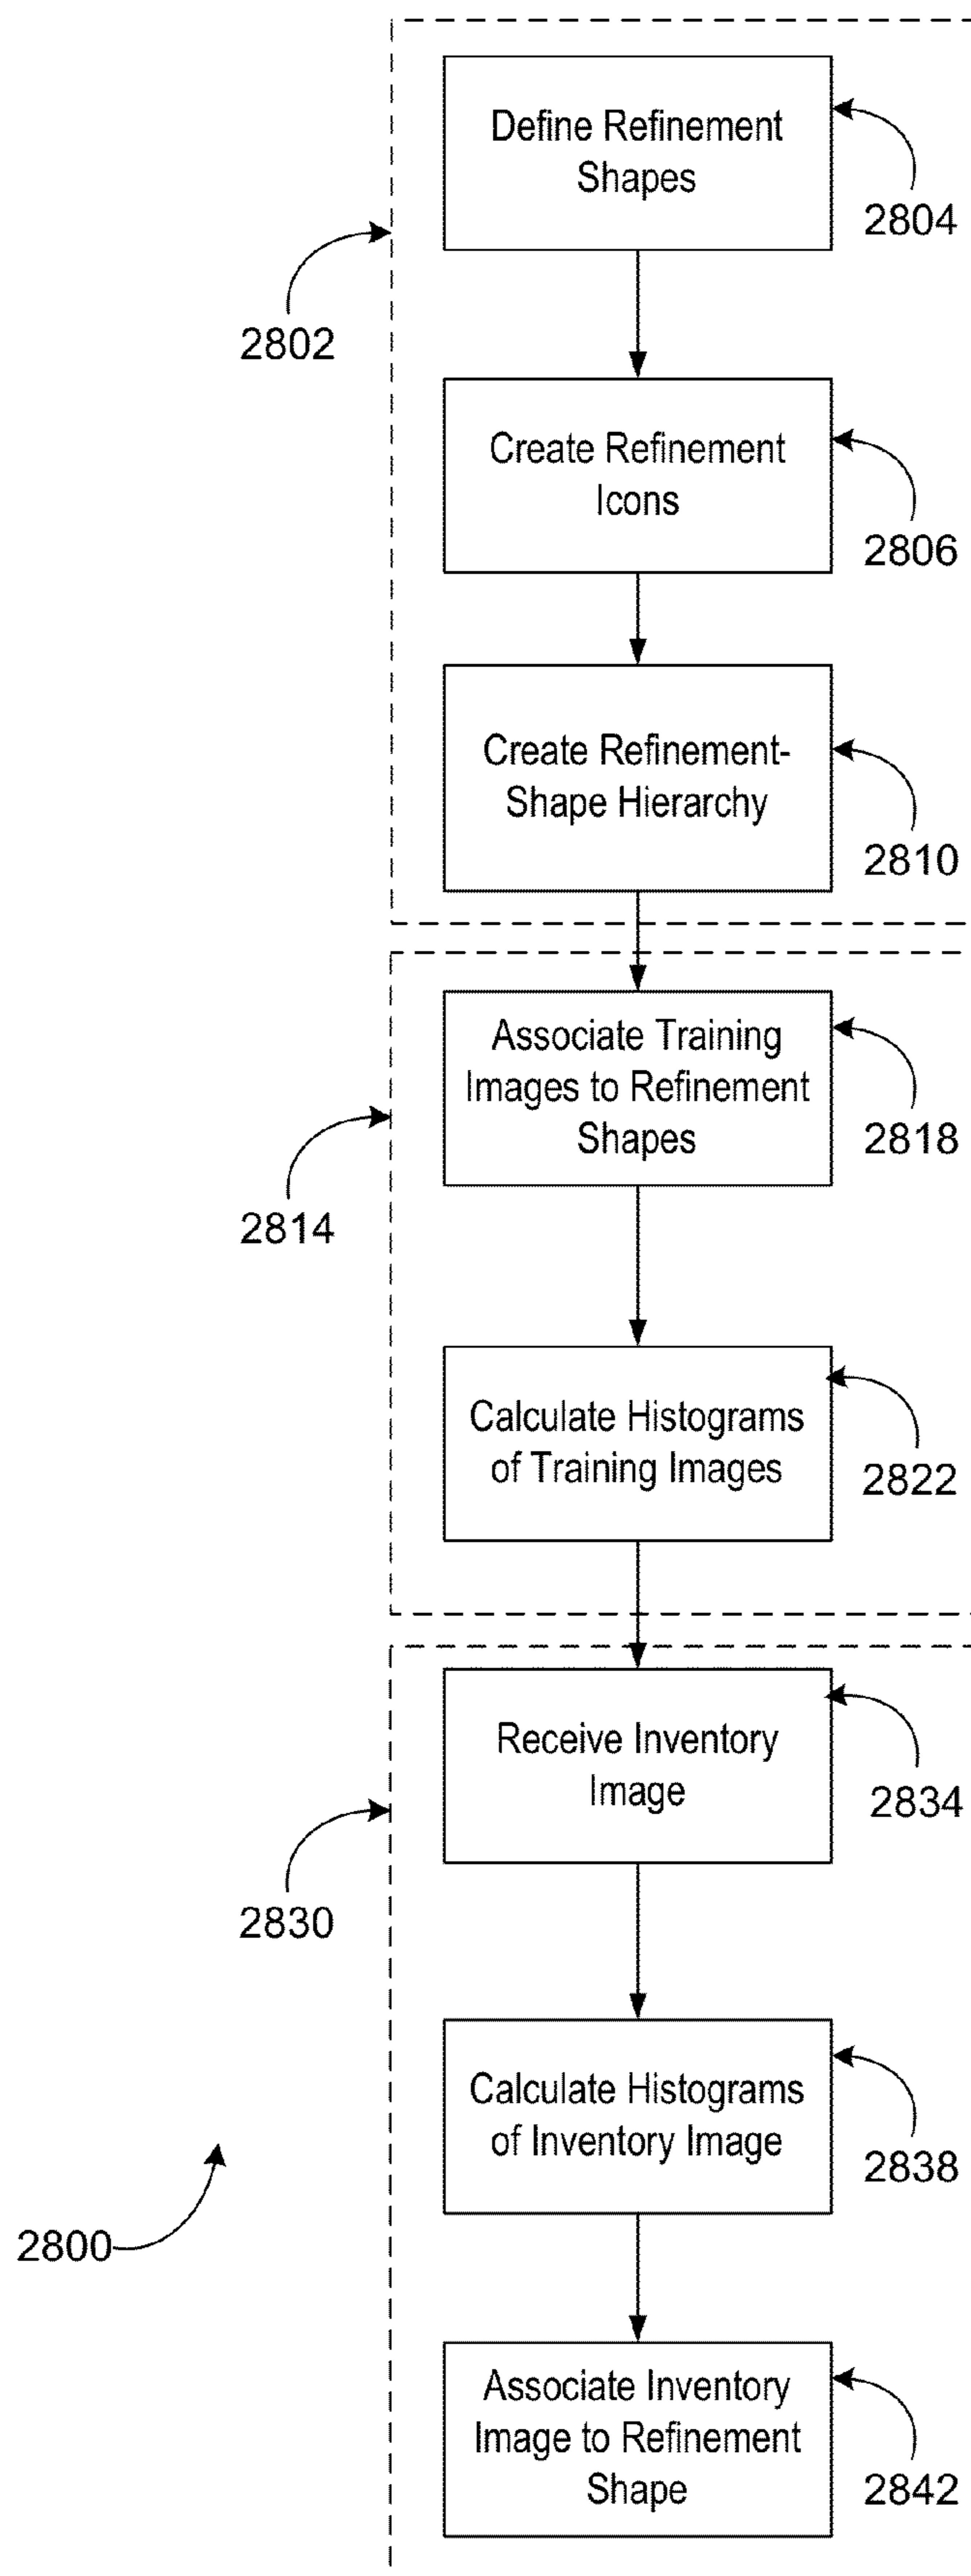 Define Refinement
Shapes
2804
2802
Create Refinement
Icons
2806
Create Refinement-
Shape Hierarchy
2810
Associate Training
Images to Refinement
Shapes
2818
2814
Calculate Histograms
of Training Images
2822
Receive Inventory
Image
2834
2830
Calculate Histograms
of Inventory Image
2838
2800
Associate Inventory
Image to Refinement
Shape
2842